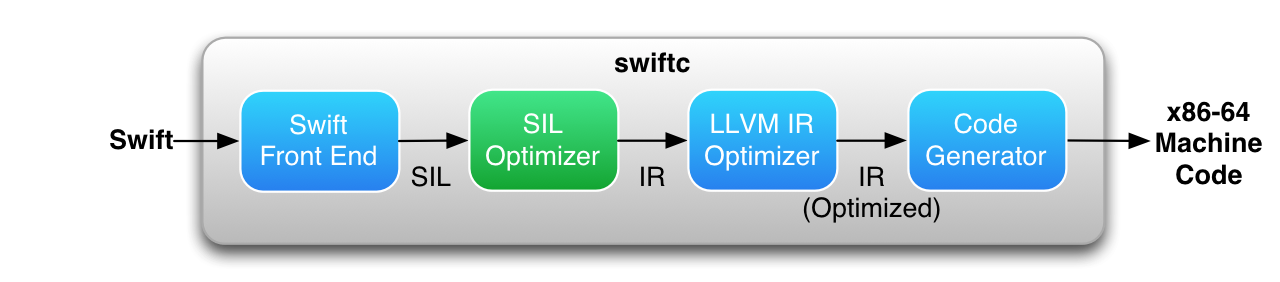 swiftc
Swift
Swift
Front End
SIL
SIL
Optimizer
IR
LLVM IR
Optimizer
IR
(Optimized)
Code
Generator
x86-64
Machine
Code